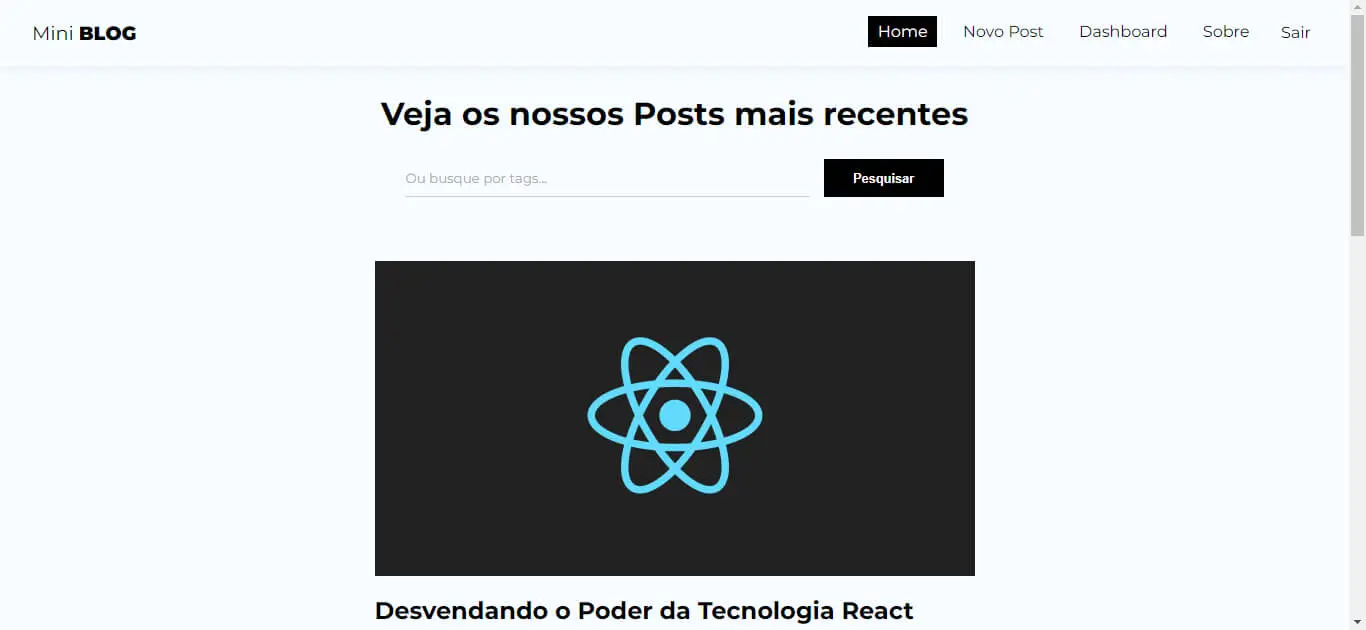 Mini BLOG
Home Novo Post Dashboard Sobre Sair
Veja os nossos Posts mais recentes
Ou busque por tags...
Pesquisar
Desvendando o Poder da Tecnologia React